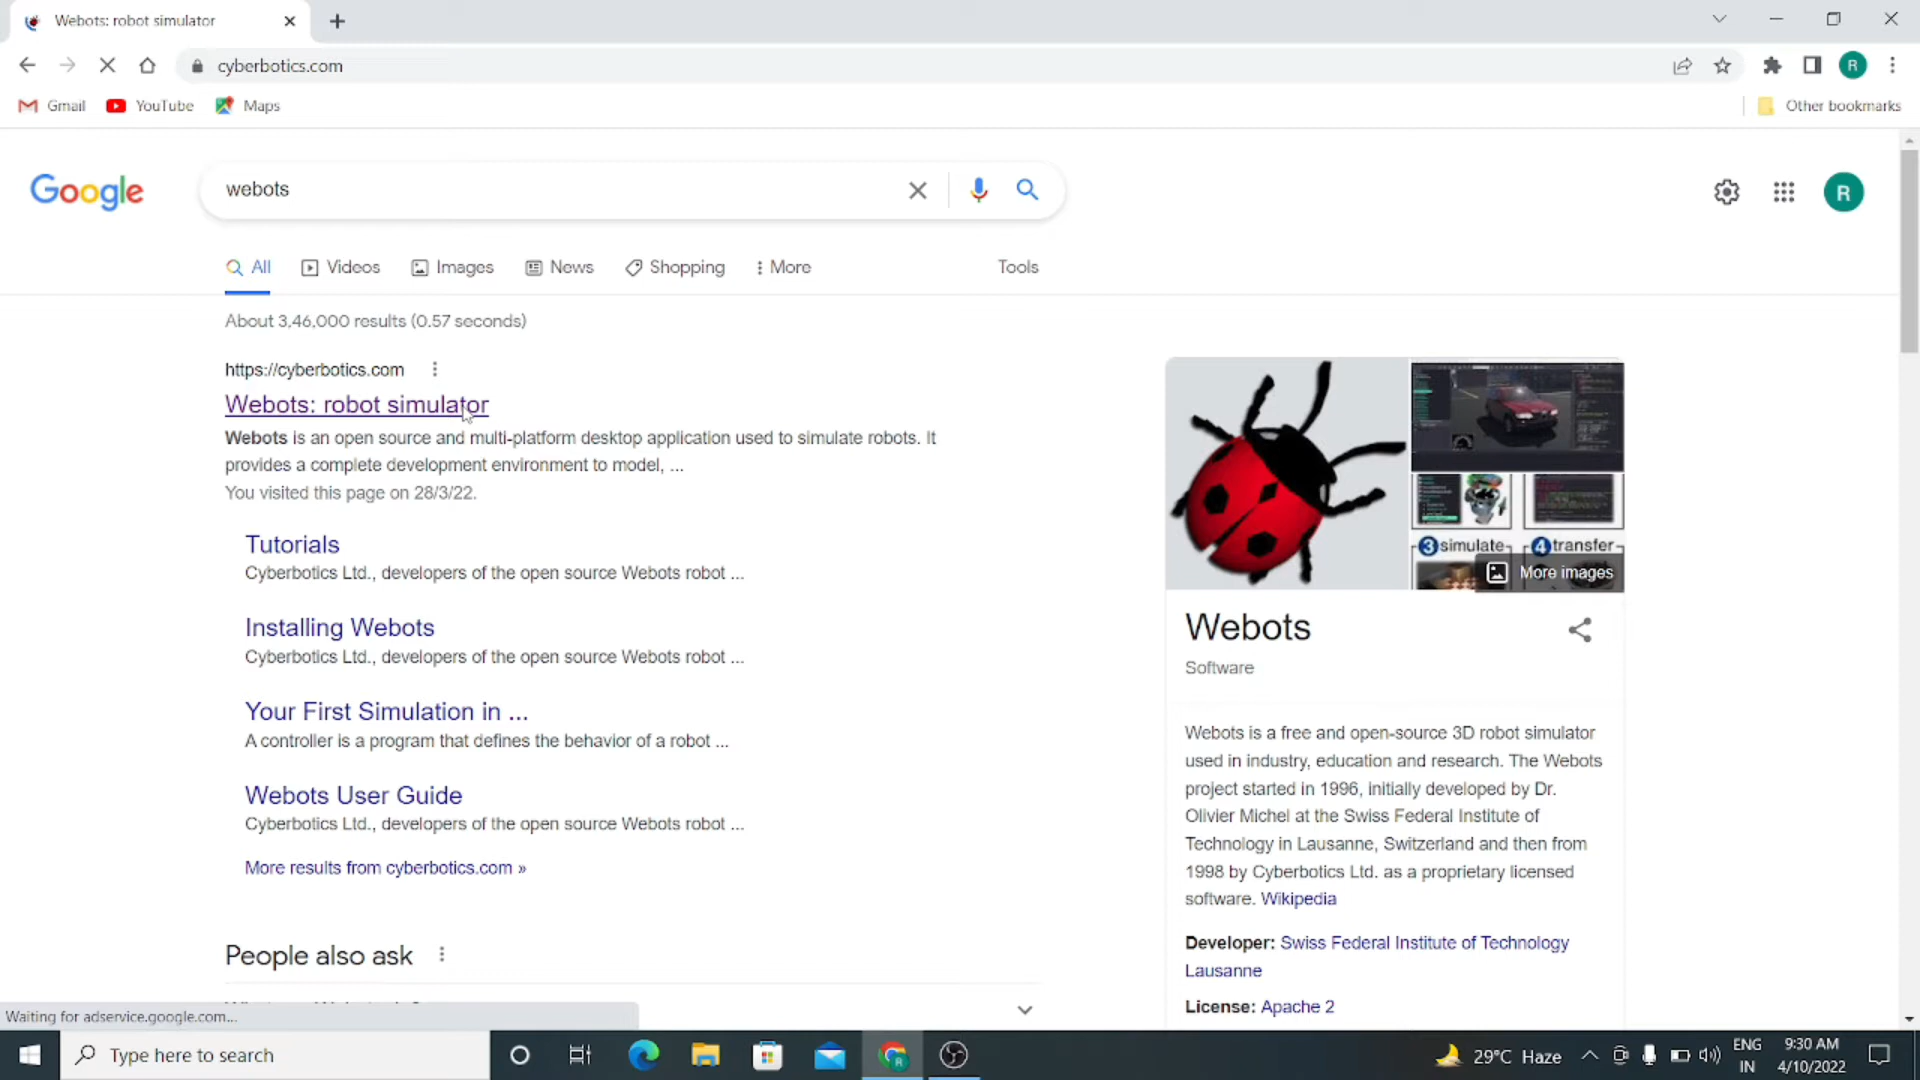 Webots: robot simulator
cyberbotics.com
Gmail
YouTube
Maps
Other bookmarks
R
Google
webots
R
All
Videos
Images
News
Shopping
More
Tools
About 3,46,000 results (0.57 seconds)
https://cyberbotics.com
Webots: robot simulator
Webots is an open source and multi-platform desktop application used to simulate robots. It
provides a complete development environment to model, ...
You visited this page on 28/3/22.
Tutorials
Cyberbotics Ltd., developers of the open source Webots robot ...
Installing Webots
Cyberbotics Ltd., developers of the open source Webots robot ...
Your First Simulation in ...
A controller is a program that defines the behavior of a robot ...
Webots User Guide
Cyberbotics Ltd., developers of the open source Webots robot ...
More results from cyberbotics.com »
People also ask
3 simulate
4 transfer
More images
Webots
Software
Webots is a free and open-source 3D robot simulator
used in industry, education and research. The Webots
project started in 1996, initially developed by Dr.
Olivier Michel at the Swiss Federal Institute of
Technology in Lausanne, Switzerland and then from
1998 by Cyberbotics Ltd. as a proprietary licensed
software. Wikipedia
Developer: Swiss Federal Institute of Technology
Lausanne
License: Apache 2
Waiting for adservice.google.com...
Type here to search
R
29°C Haze
ENG
IN
9:30 AM
4/10/2022